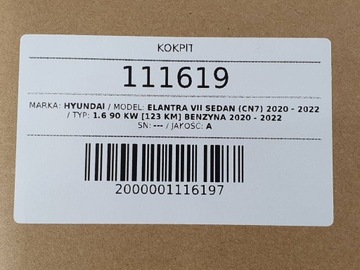 KOKPIT
111619
MARKA: HYUNDAI / MODEL: ELANTRA VII SEDAN (CN7) 2020 - 2022
/ TYP: 1.6 90 KW [123 KM] BENZYNA 2020 - 2022
SN: --- / JAKOŚĆ: A
2000001116197